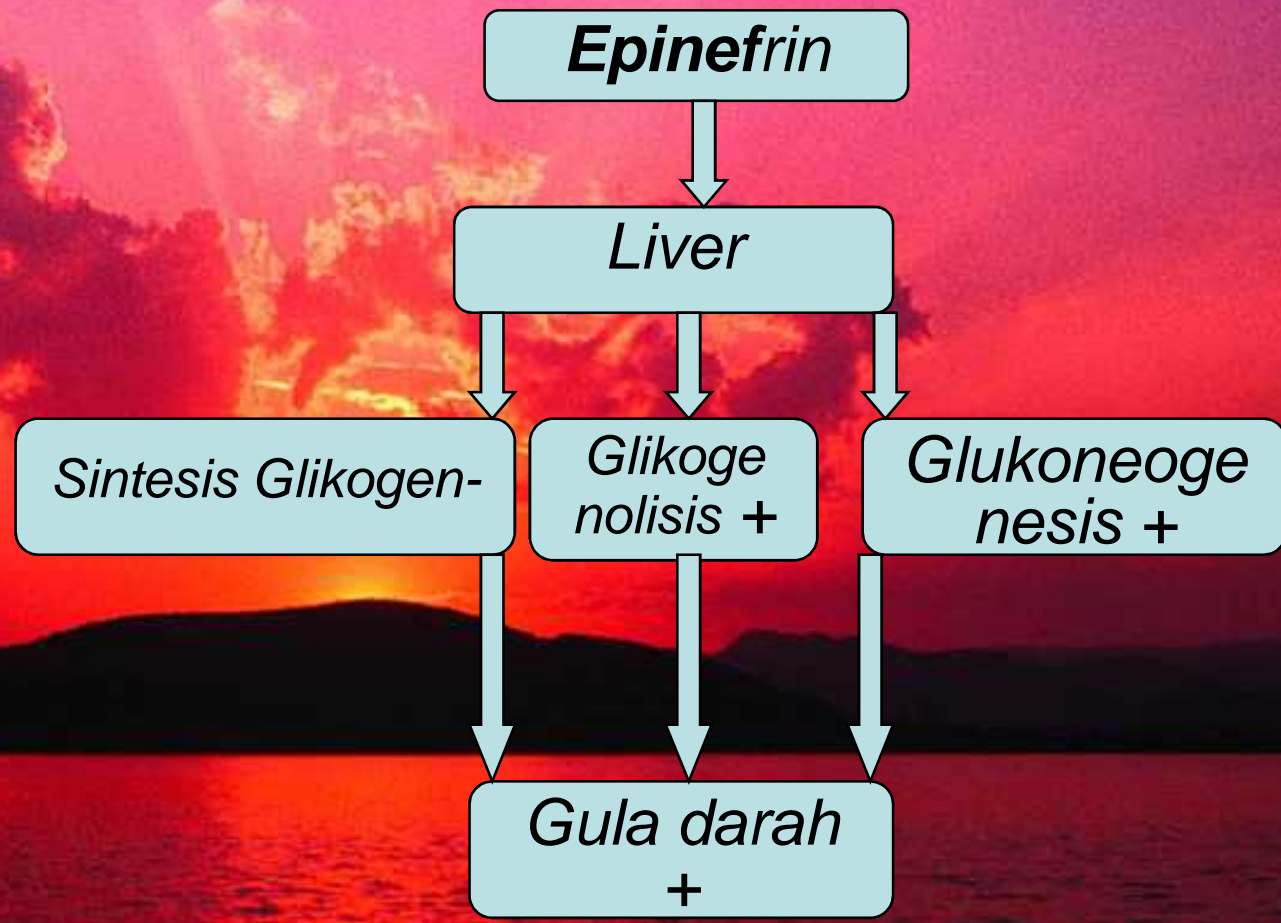 Epinefrin
Liver
Sintesis Glikogen-
Glikoge
nolisis +
Glukoneoge
nesis +
Gula darah
+